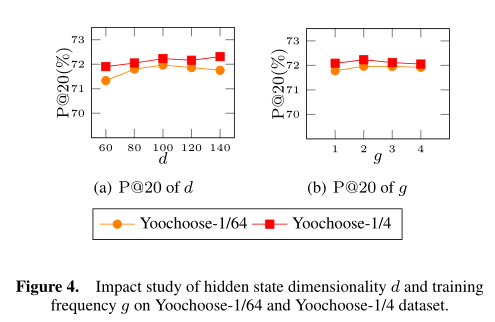 73
72
71
70
P@20(%)
60 80 100 120 140
d
(a) P@20 of d
73
72
71
70
P@20(%)
1 2 3 4
g
(b) P@20 of g
Yoochoose-1/64 Yoochoose-1/4
Figure 4. Impact study of hidden state dimensionality d and training
frequency g on Yoochoose-1/64 and Yoochoose-1/4 dataset.